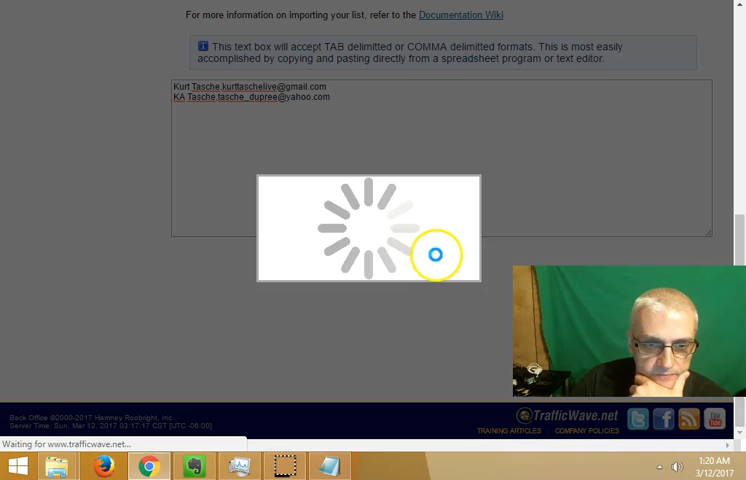 For more information on importing your list, refer to the Documentation Wiki
This text box will accept TAB delimitted or COMMA delimitted formats. This is most easily
accomplished by copying and pasting directly from a spreadsheet program or text editor.
Kurt Tasche,kurttaschelive@gmail.com
KA Tasche,tasche_dupree@yahoo.com
Back Office ©2000-2017 Hamney Roobright, Inc.
Server Time: Sun, Mar 12, 2017 03:17:17 CST [UTC -06:00]
TrafficWave.net
TRAINING ARTICLES | COMPANY POLICIES
Waiting for www.trafficwave.net...
1:20 AM
3/12/2017